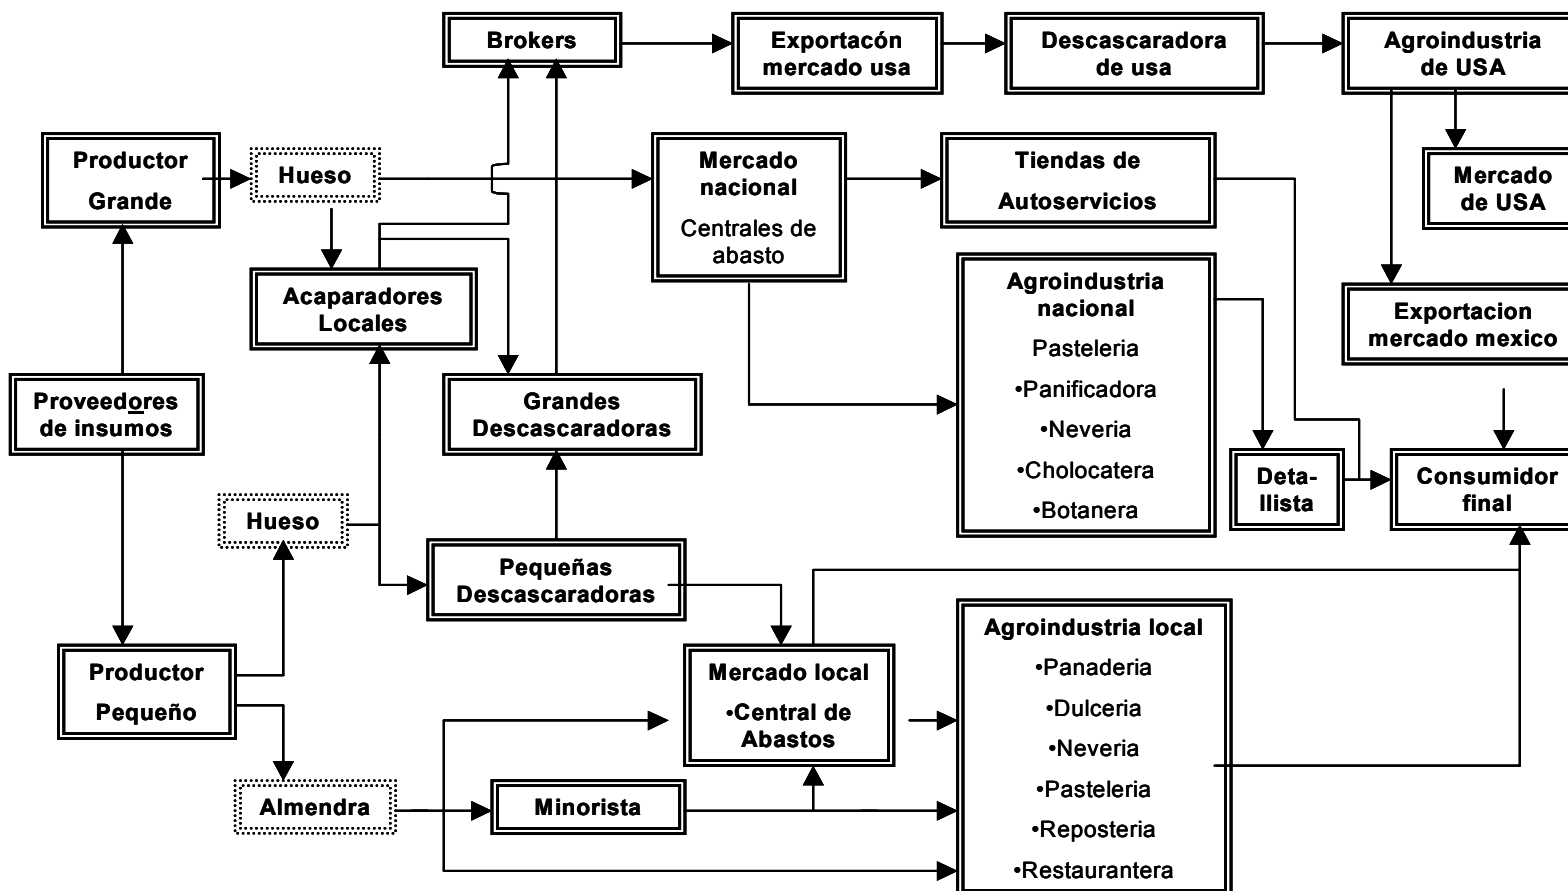 Brokers
Exportacón
mercado usa
Descascaradora
de usa
Agroindustria
de USA
Productor
Grande
Hueso
Mercado
nacional
Centrales de
abasto
Tiendas de
Autoservicios
Mercado
de USA
Acaparadores
Locales
Agroindustria
nacional
Pasteleria
•Panificadora
•Neveria
•Cholocatera
•Botanera
Exportacion
mercado mexico
Proveedores
de insumos
Grandes
Descascaradoras
Deta-
llista
Consumidor
final
Hueso
Pequeñas
Descascaradoras
Productor
Pequeño
Mercado local
•Central de
Abastos
Agroindustria local
•Panaderia
•Dulceria
•Neveria
•Pasteleria
•Reposteria
•Restaurantera
Almendra
Minorista